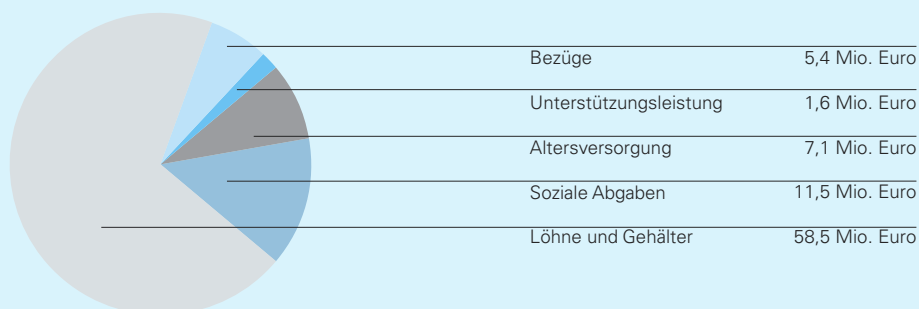 Bezüge 5,4 Mio. Euro
Unterstützungsleistung 1,6 Mio. Euro
Altersversorgung 7,1 Mio. Euro
Soziale Abgaben 11,5 Mio. Euro
Löhne und Gehälter 58,5 Mio. Euro